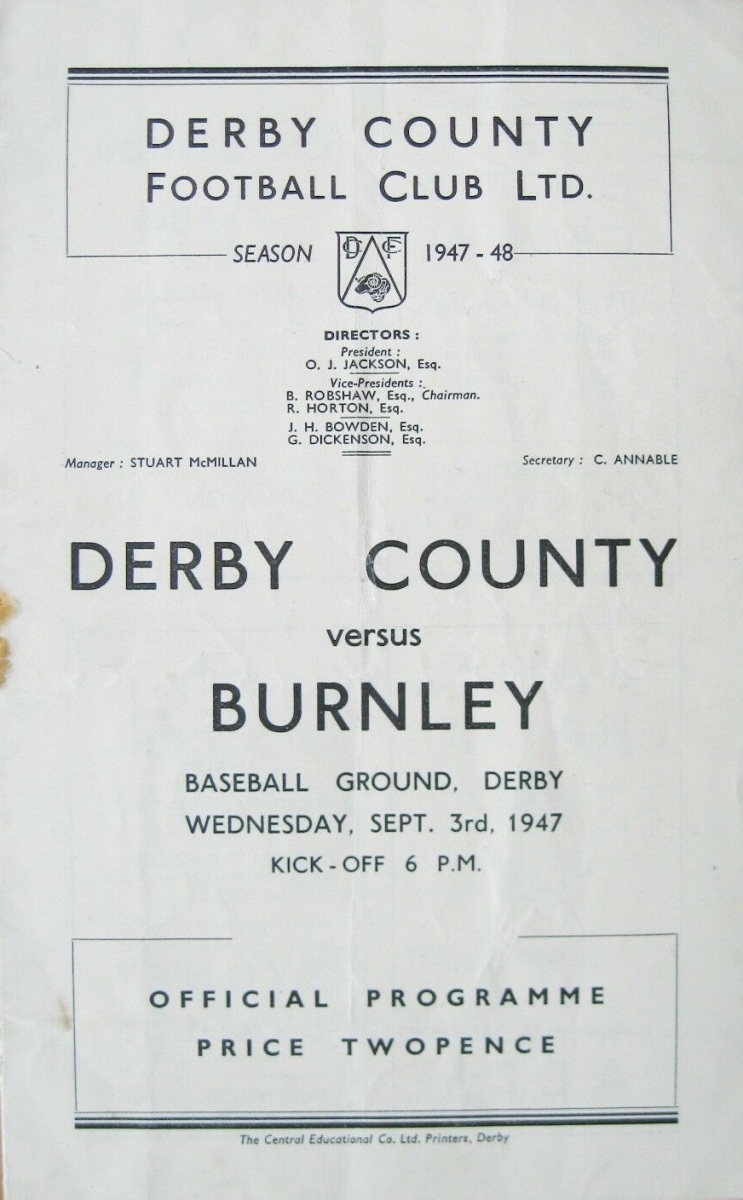 DERBY COUNTY
FOOTBALL CLUB LTD.
SEASON 1947-48
DIRECTORS :
President :
O. J. JACKSON, Esq.
Vice-Presidents :
B. ROBSHAW, Esq., Chairman.
R. HORTON, Esq.
J. H. BOWDEN, Esq.
G. DICKENSON, Esq.
Manager : STUART McMILLAN Secretary : C. ANNABLE
DERBY COUNTY
versus
BURNLEY
BASEBALL GROUND, DERBY
WEDNESDAY, SEPT. 3rd, 1947
KICK-OFF 6 P.M.
OFFICIAL PROGRAMME
PRICE TWOPENCE
The Central Educational Co. Ltd. Printers, Derby